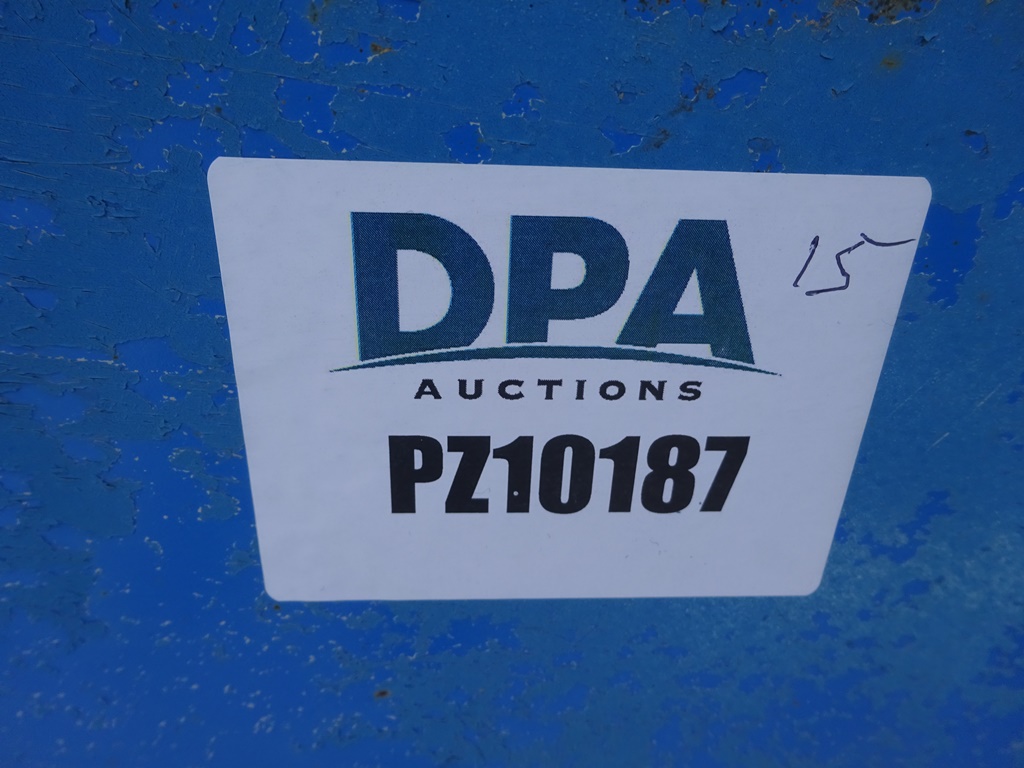 DPA
15
AUCTIONS
PZ10187